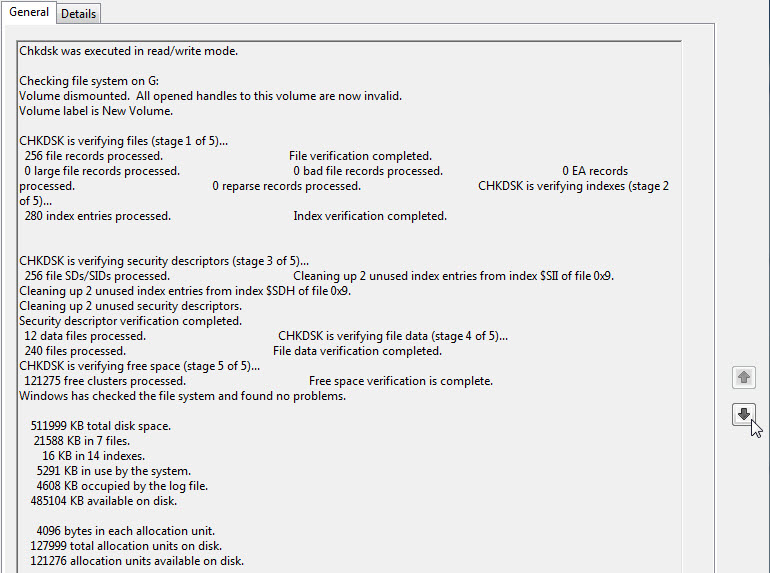 General
Details
Chkdsk was executed in read/write mode.
Checking file system on G:
Volume dismounted. All opened handles to this volume are now invalid.
Volume label is New Volume.
CHKDSK is verifying files (stage 1 of 5)...
256 file records processed. File verification completed.
0 large file records processed. 0 bad file records processed. 0 EA records
processed. 0 reparse records processed. CHKDSK is verifying indexes (stage 2
of 5)...
280 index entries processed. Index verification completed.
CHKDSK is verifying security descriptors (stage 3 of 5)...
256 file SDs/SIDs processed. Cleaning up 2 unused index entries from index $SII of file 0x9.
Cleaning up 2 unused index entries from index $SDH of file 0x9.
Cleaning up 2 unused security descriptors.
Security descriptor verification completed.
12 data files processed. CHKDSK is verifying file data (stage 4 of 5)...
240 files processed. File data verification completed.
CHKDSK is verifying free space (stage 5 of 5)...
121275 free clusters processed. Free space verification is complete.
Windows has checked the file system and found no problems.
511999 KB total disk space.
21588 KB in 7 files.
16 KB in 14 indexes.
5291 KB in use by the system.
4608 KB occupied by the log file.
485104 KB available on disk.
4096 bytes in each allocation unit.
127999 total allocation units on disk.
121276 allocation units available on disk.